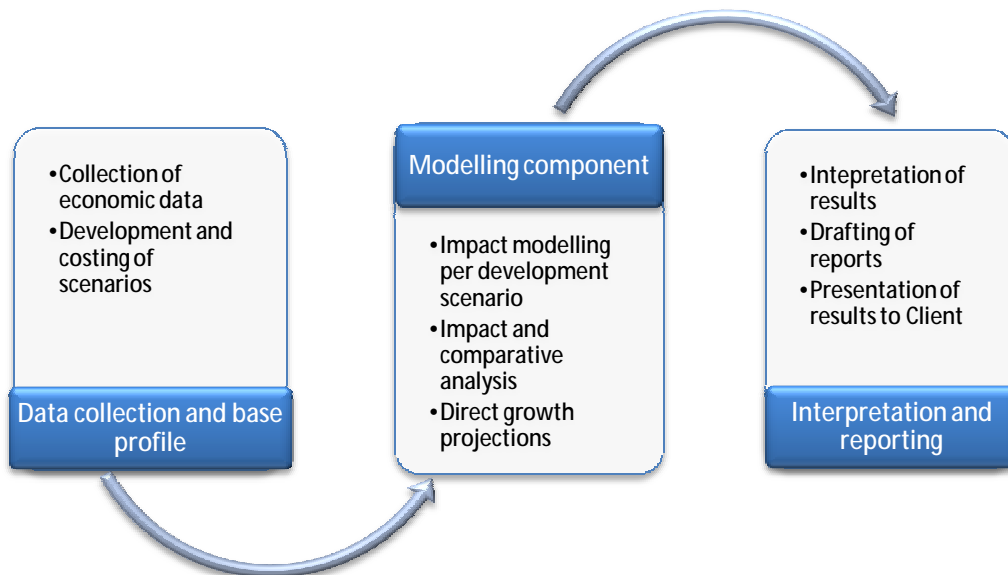 •Collection of
economic data
•Development and
costing of
scenarios
Data collection and base
profile
Modelling component
•Impact modelling
per development
scenario
•Impact and
comparative
analysis
•Direct growth
projections
•Intepretation of
results
•Drafting of
reports
•Presentation of
results to Client
Interpretation and
reporting